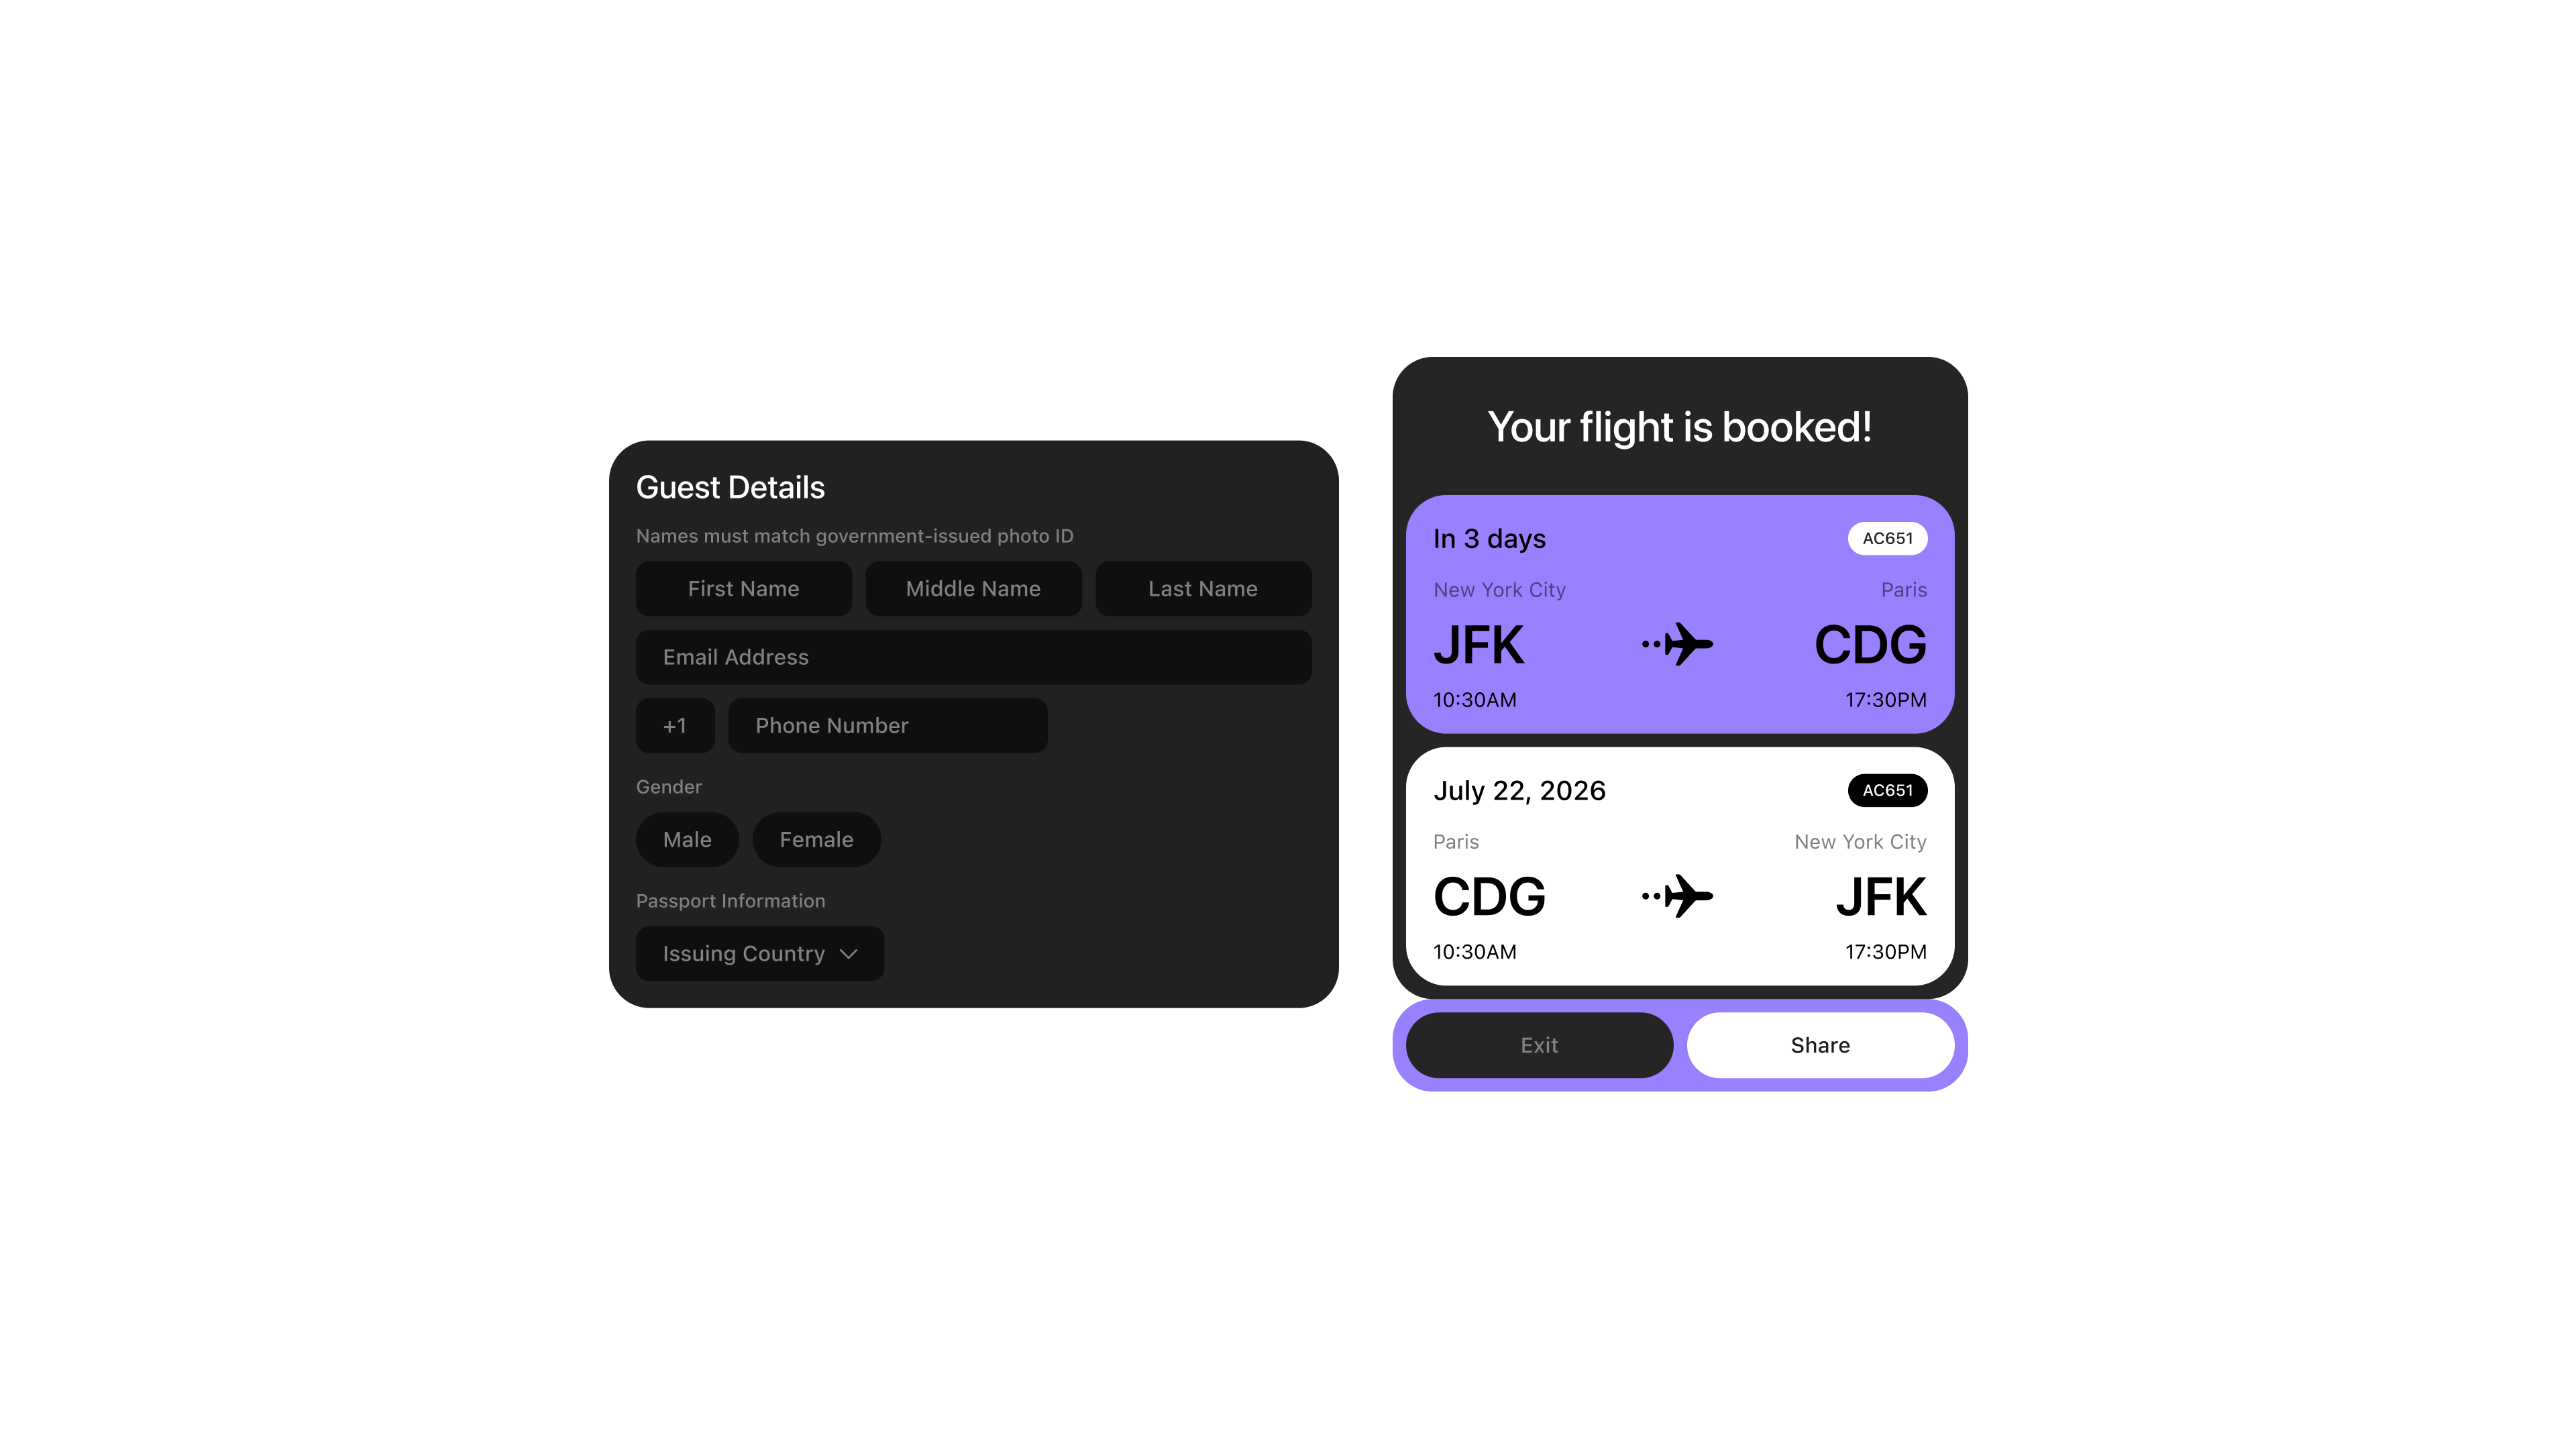 Guest Details
Names must match government-issued photo ID
First Name
Middle Name
Last Name
Email Address
+1
Phone Number
Gender
Male
Female
Passport Information
Issuing Country
Your flight is booked!
In 3 days
AC651
New York City
Paris
JFK
CDG
10:30AM
17:30PM
July 22, 2026
AC651
Paris
New York City
CDG
JFK
10:30AM
17:30PM
Exit
Share